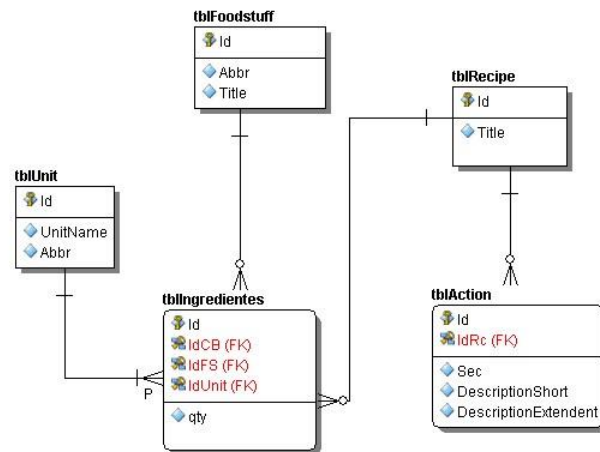 tblFoodstuff
Id
Abbr
Title
tblRecipe
Id
Title
tblUnit
Id
UnitName
Abbr
tblIngredientes
Id
IdCB (FK)
IdFS (FK)
IdUnit (FK)
qty
P
tblAction
Id
IdRc (FK)
Sec
DescriptionShort
DescriptionExtendent